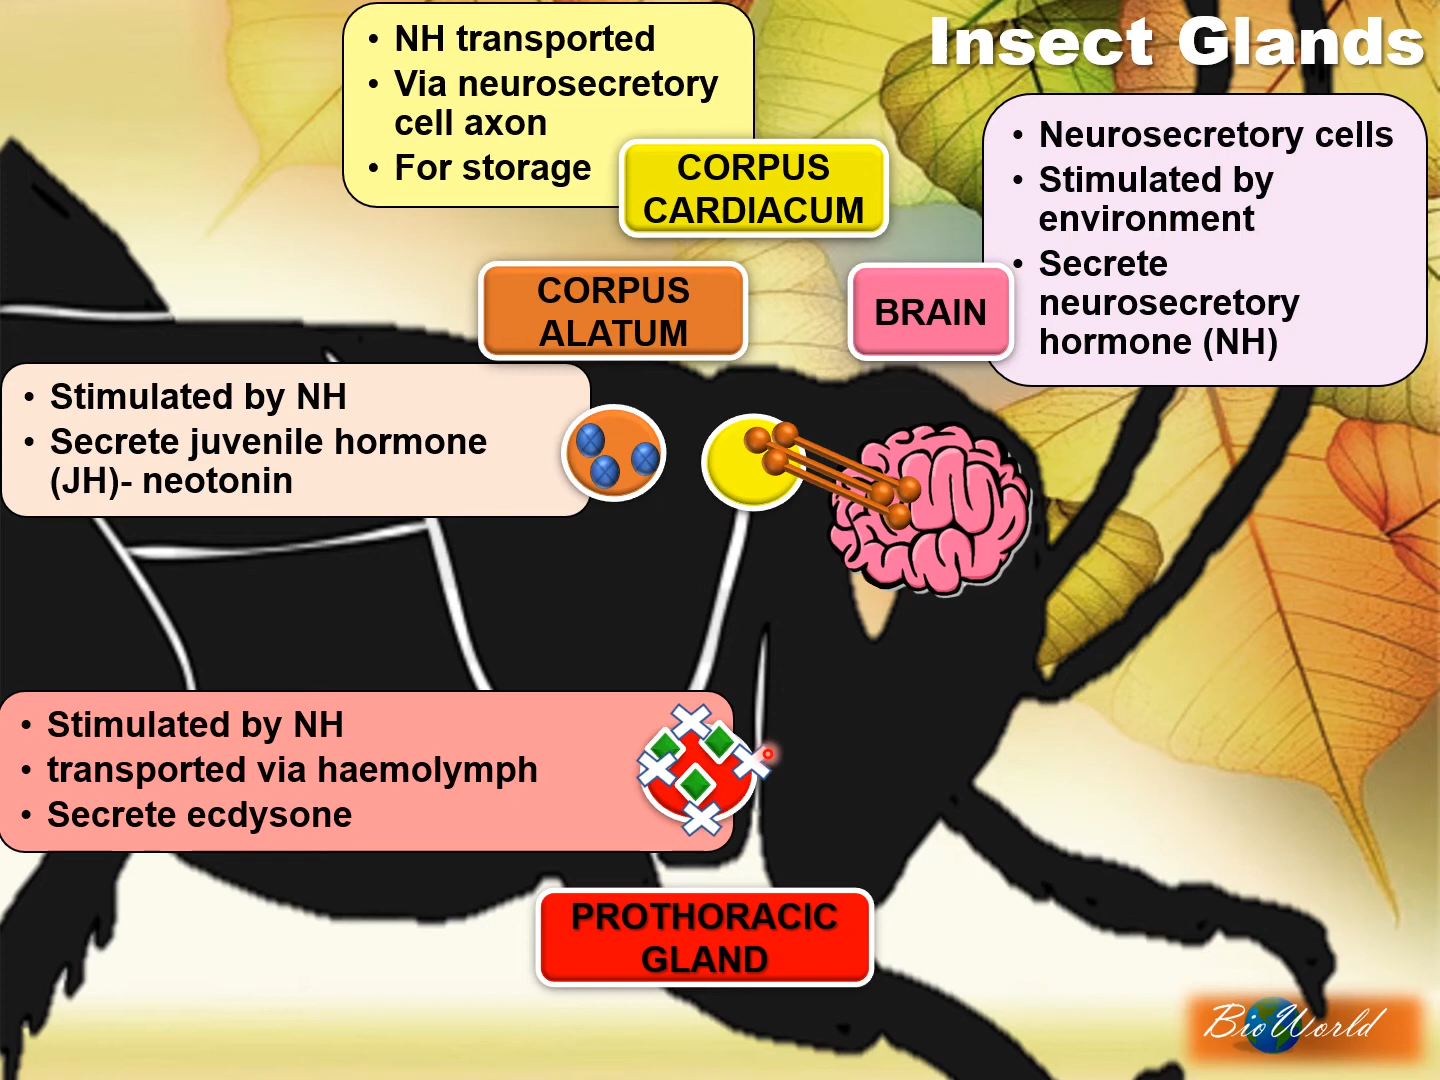 Insect Glands
• NH transported
• Via neurosecretory
cell axon
• For storage
CORPUS
CARDIACUM
• Neurosecretory cells
• Stimulated by
environment
• Secrete
neurosecretory
hormone (NH)
BRAIN
CORPUS
ALATUM
• Stimulated by NH
• Secrete juvenile hormone
(JH)- neotonin
• Stimulated by NH
• transported via haemolymph
• Secrete ecdysone
PROTHORACIC
GLAND
BioWorld